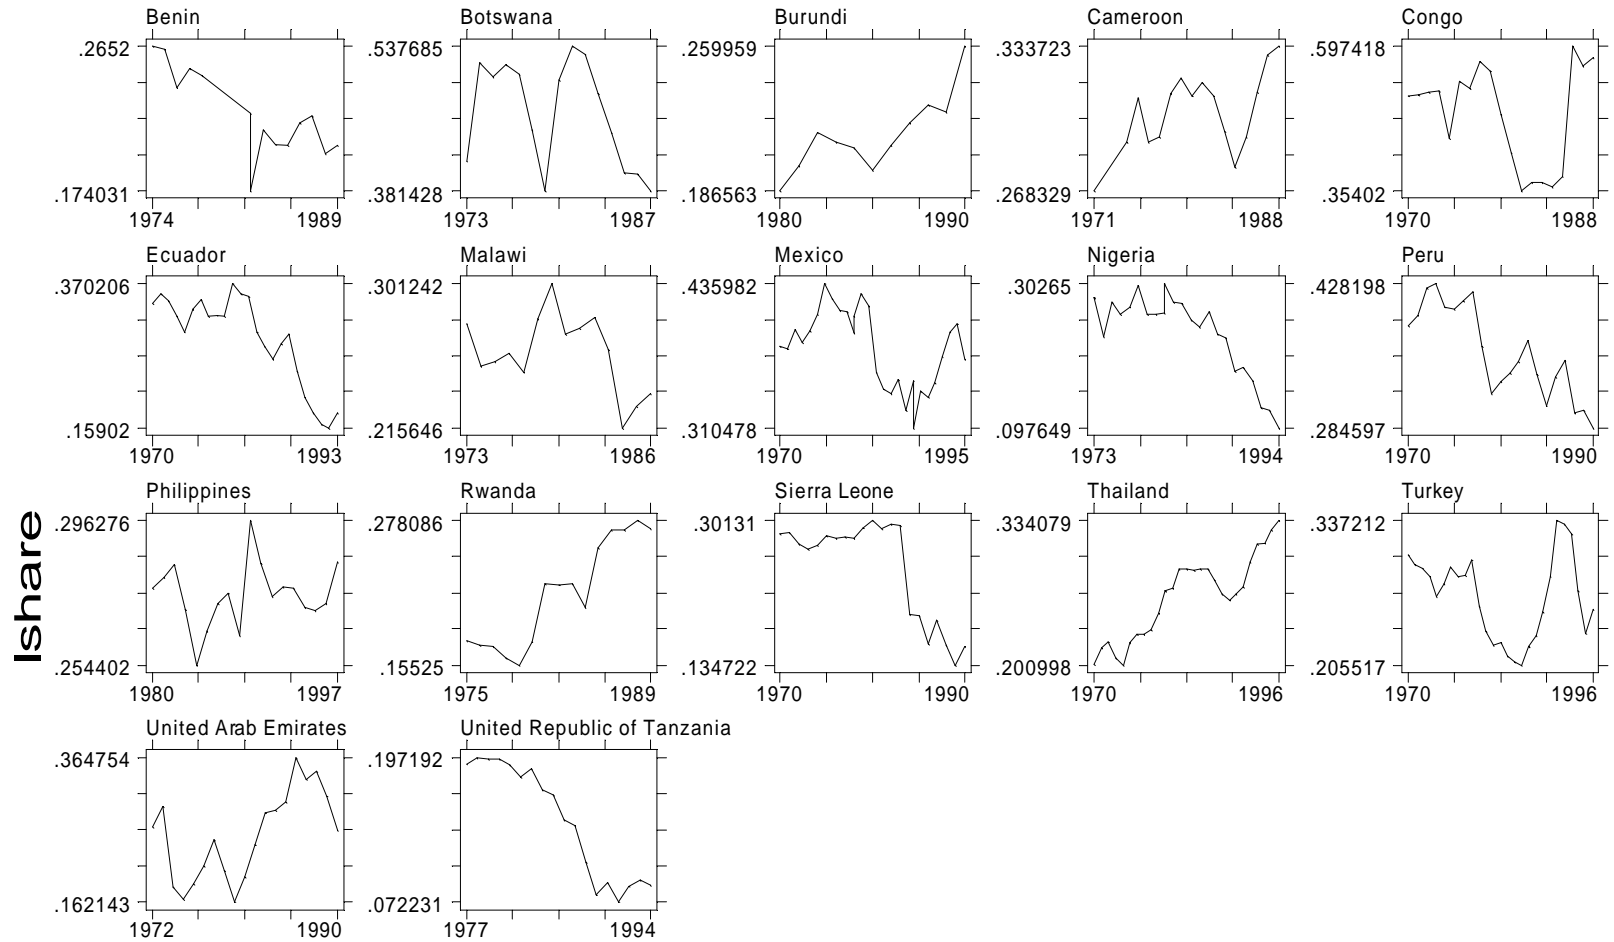 Benin
.2652
.174031
1974 1989
Botswana
.537685
.381428
1973 1987
Burundi
.259959
.186563
1980 1990
Cameroon
.333723
.268329
1971 1988
Congo
.597418
.35402
1970 1988
Ecuador
.370206
.15902
1970 1993
Malawi
.301242
.215646
1973 1986
Mexico
.435982
.310478
1970 1995
Nigeria
.30265
.097649
1973 1994
Peru
.428198
.284597
1970 1990
lshare
Philippines
.296276
.254402
1980 1997
Rwanda
.278086
.15525
1975 1989
Sierra Leone
.30131
.134722
1970 1990
Thailand
.334079
.200998
1970 1996
Turkey
.337212
.205517
1970 1996
United Arab Emirates
.364754
.162143
1972 1990
United Republic of Tanzania
.197192
.072231
1977 1994